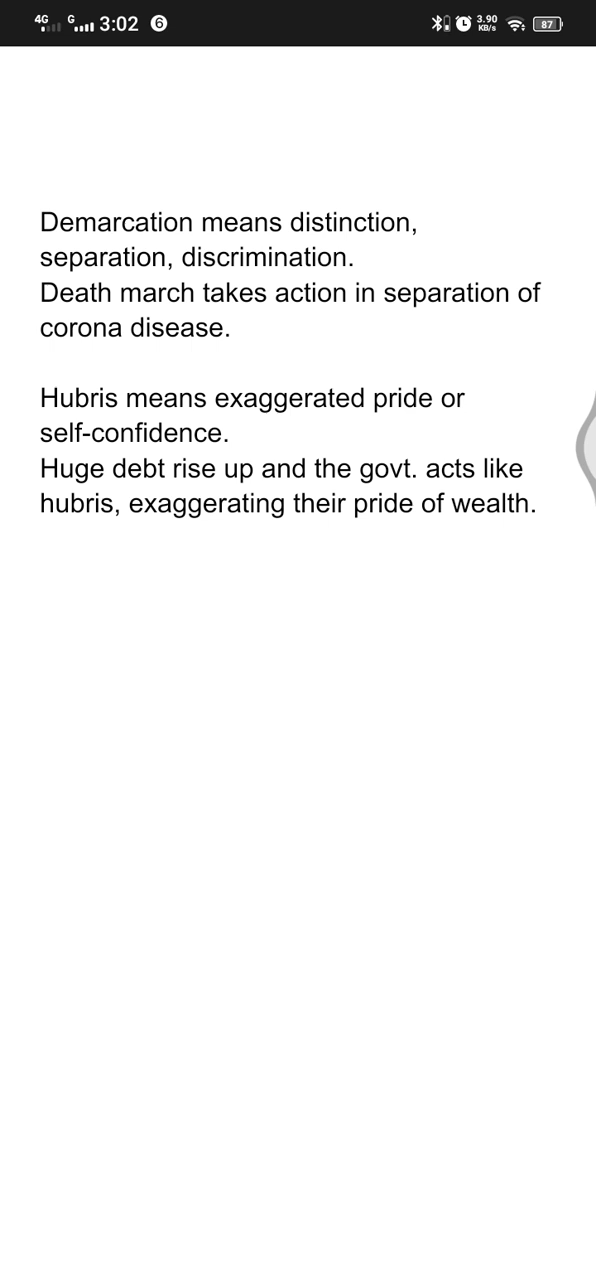 4G G 3:02 6 3.90 KB/s 87
Demarcation means distinction,
separation, discrimination.
Death march takes action in separation of
corona disease.
Hubris means exaggerated pride or
self-confidence.
Huge debt rise up and the govt. acts like
hubris, exaggerating their pride of wealth.